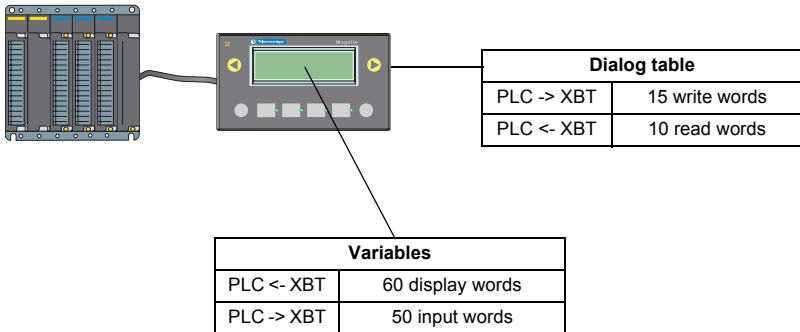 Telemecanique Magelis
Dialog table
PLC -> XBT 15 write words
PLC <- XBT 10 read words
Variables
PLC <- XBT 60 display words
PLC -> XBT 50 input words